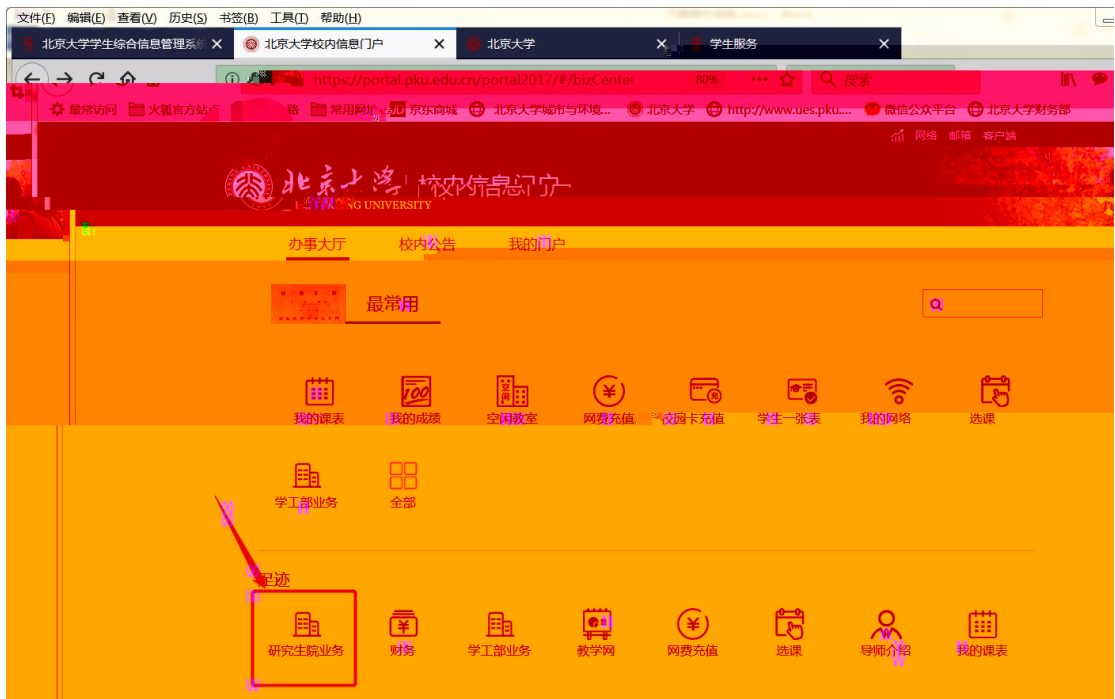 文件(F) 编辑(E) 查看(V) 历史(S) 书签(B) 工具(T) 帮助(H)
北京大学学生综合信息管理系统 北京大学校内信息门户 北京大学 学生服务
https://portal.pku.edu.cn/portal2017/#/bizCenter 80% 搜索
最常访问 火狐官方站点 常用网址 JD 京东商城 北京大学城市与环境... 北京大学 http://www.ues.pku.... 微信公众平台 北京大学财务部
网络 邮箱 客户端
北京大学 校内信息门户
UNIVERSITY
办事大厅 校内公告 我的门户
最常用
100 空闲
我的课表 我的成绩 空闲教室 网费充值 校园卡充值 学生一张表 我的网络 选课
学工部业务 全部
足迹
研究生院业务 财务 学工部业务 教学网 网费充值 选课 导师介绍 我的课表